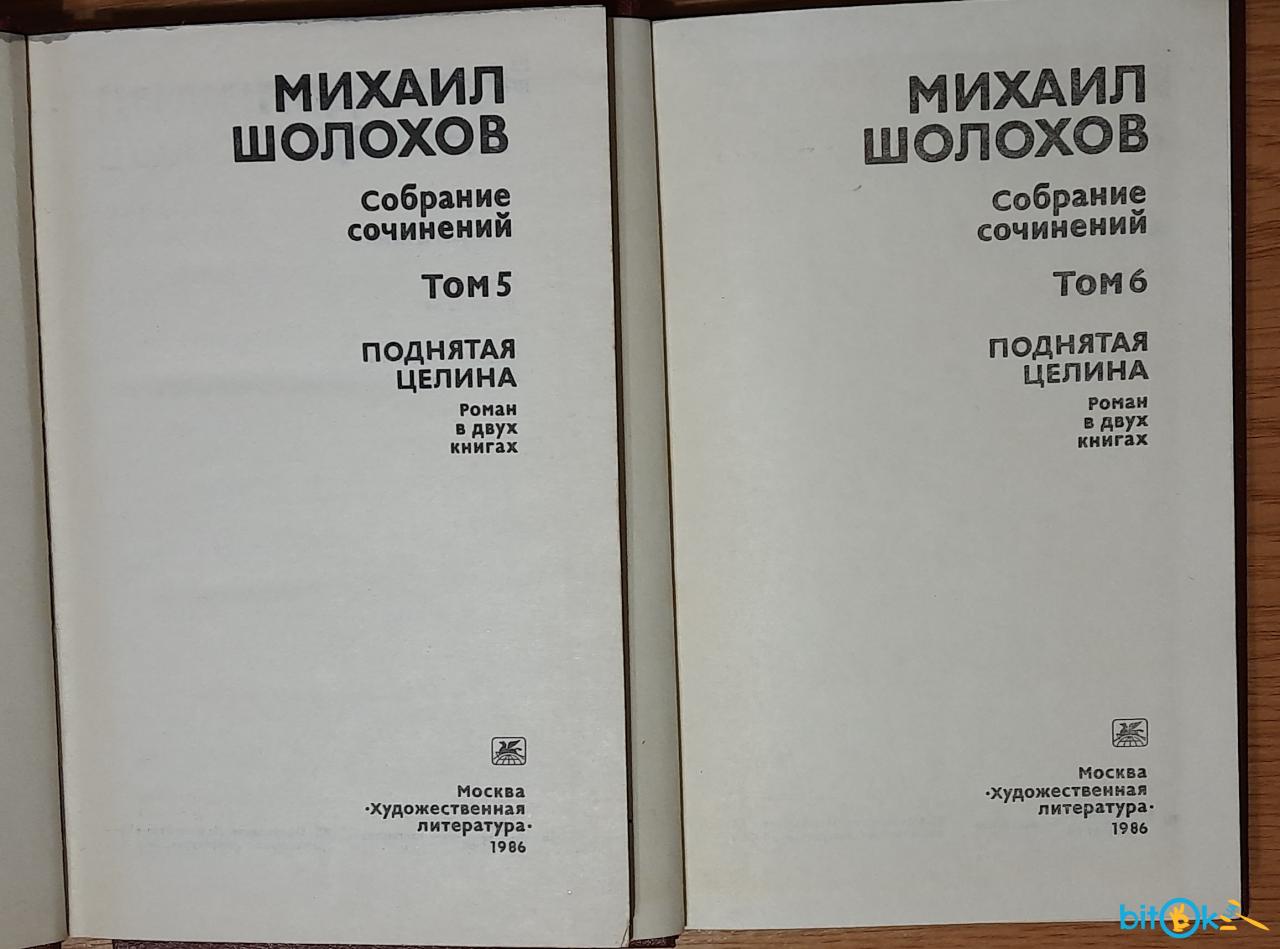 МИХАИЛ
ШОЛОХОВ
Собрание
сочинений
Том 5
ПОДНЯТАЯ
ЦЕЛИНА
Роман
в двух
книгах
Москва
·Художественная
литература·
1986
МИХАИЛ
ШОЛОХОВ
Собрание
сочинений
Том 6
ПОДНЯТАЯ
ЦЕЛИНА
Роман
в двух
книгах
Москва
·Художественная
литература·
1986
bitOk